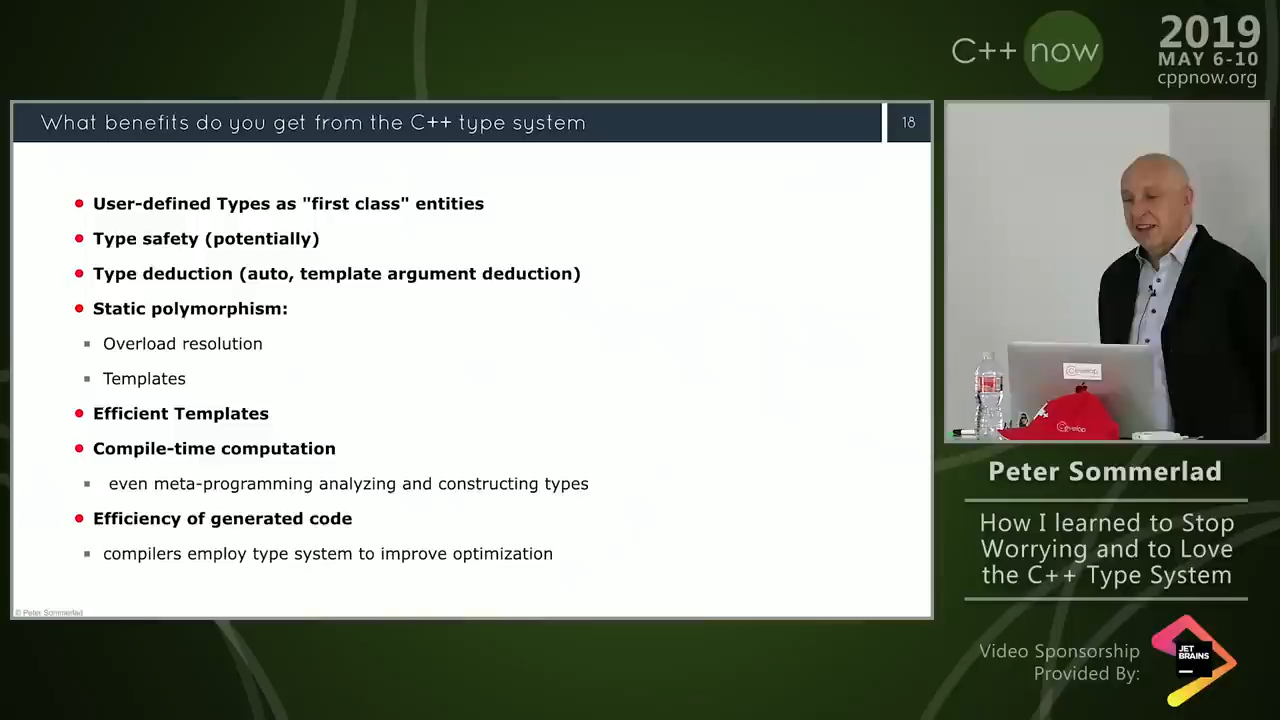 C++ now
2019
MAY 6-10
cppnow.org
What benefits do you get from the C++ type system
18
User-defined Types as "first class" entities
Type safety (potentially)
Type deduction (auto, template argument deduction)
Static polymorphism:
Overload resolution
Templates
Efficient Templates
Compile-time computation
even meta-programming analyzing and constructing types
Efficiency of generated code
compilers employ type system to improve optimization
© Peter Sommerlad
Peter Sommerlad
How I learned to Stop
Worrying and to Love
the C++ Type System
Video Sponsorship
Provided By:
JET
BRAINS